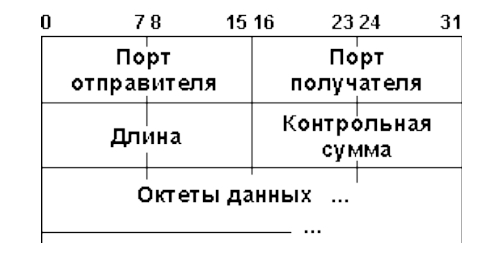 0 7 8 15 16 23 24 31
Порт Порт
отправителя получателя
Длина Контрольная
сумма
Октеты данных ...
...